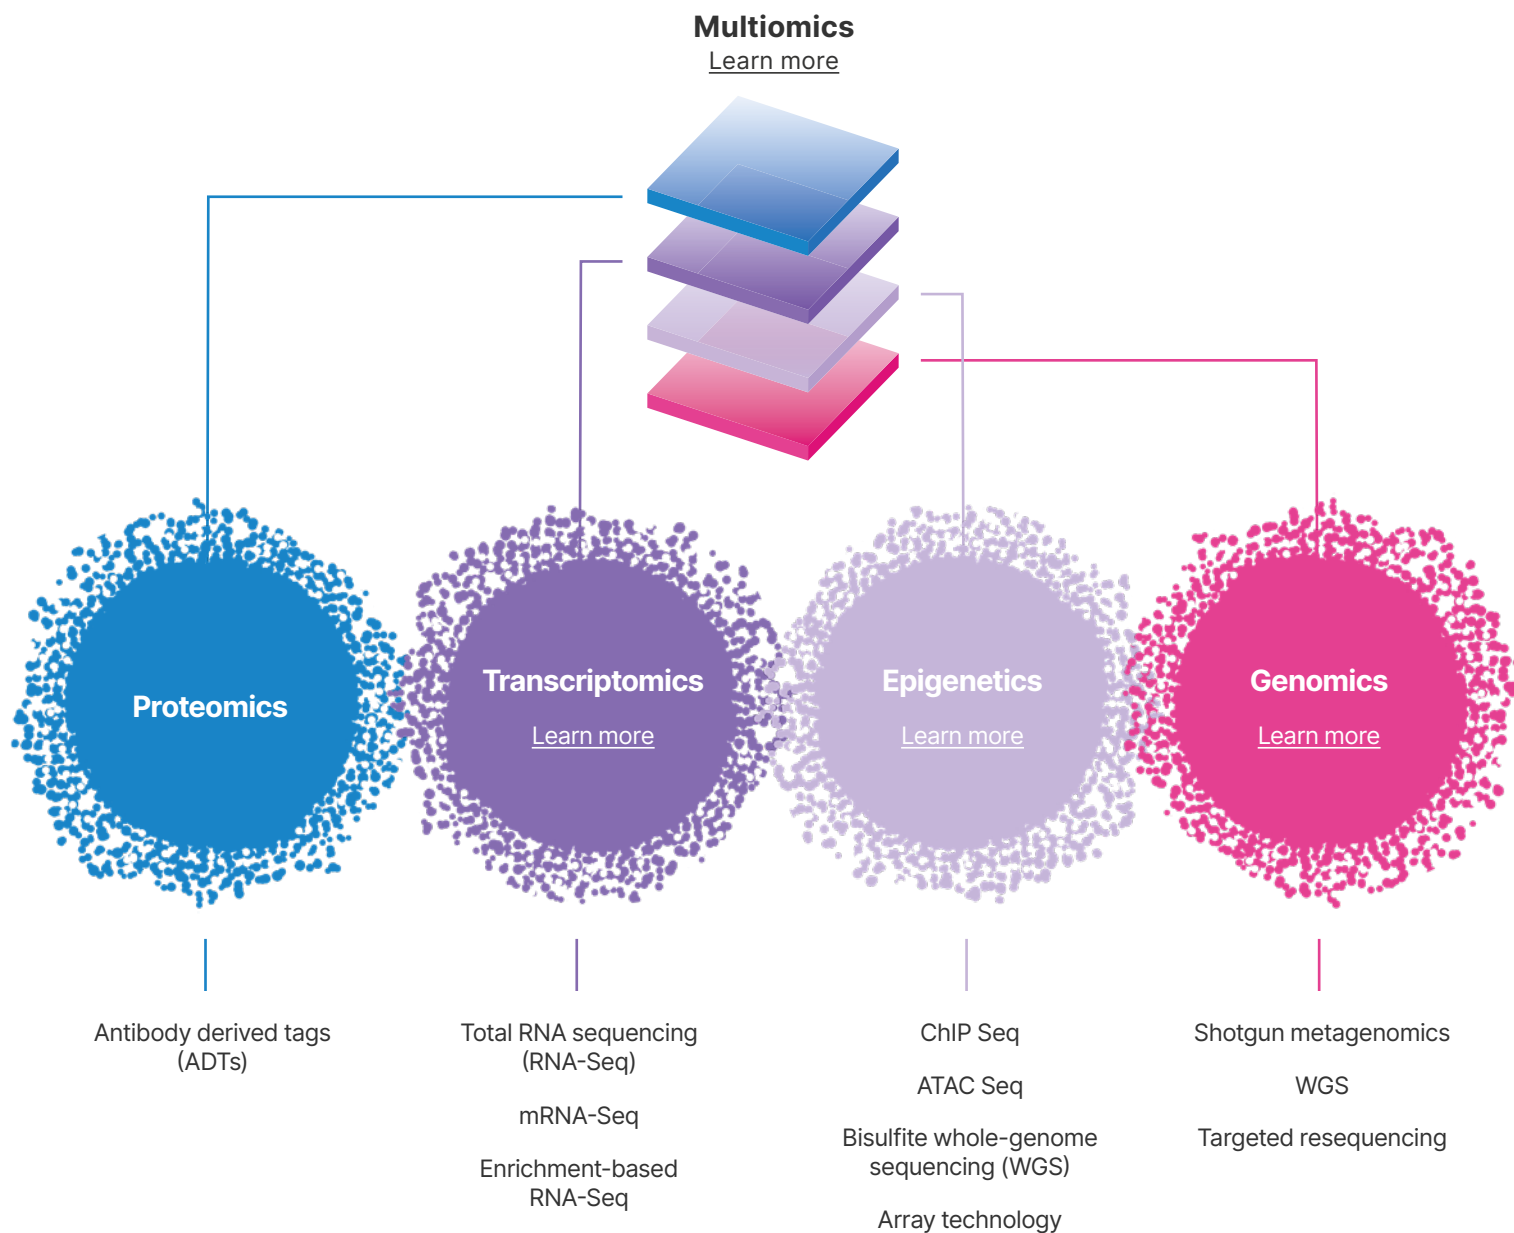 Multiomics
Learn more
Proteomics
Transcriptomics
Learn more
Epigenetics
Learn more
Genomics
Learn more
Antibody derived tags
(ADTs)
Total RNA sequencing
(RNA-Seq)
mRNA-Seq
Enrichment-based
RNA-Seq
ChIP Seq
ATAC Seq
Bisulfite whole-genome
sequencing (WGS)
Array technology
Shotgun metagenomics
WGS
Targeted resequencing